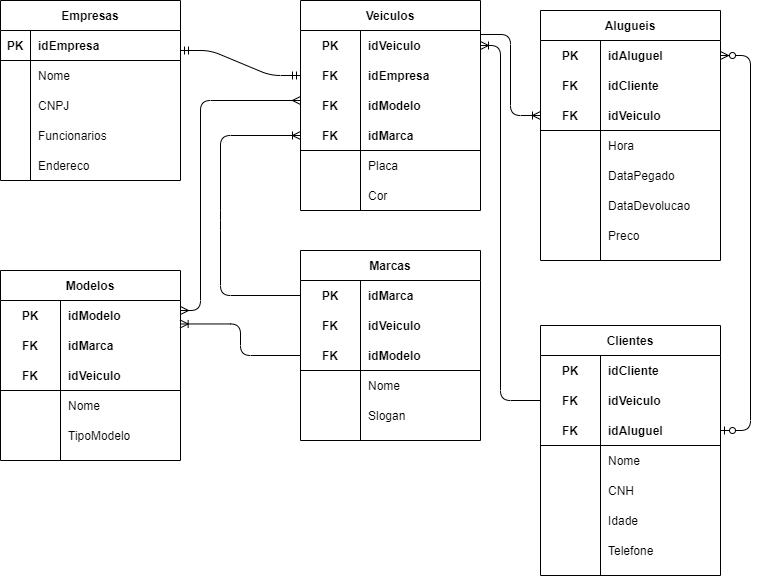 Empresas
PK idEmpresa
Nome
CNPJ
Funcionarios
Endereco
Veiculos
PK idVeiculo
FK idEmpresa
FK idModelo
FK idMarca
Placa
Cor
Alugueis
PK idAluguel
FK idCliente
FK idVeiculo
Hora
DataPegado
DataDevolucao
Preco
Modelos
PK idModelo
FK idMarca
FK idVeiculo
Nome
TipoModelo
Marcas
PK idMarca
FK idVeiculo
FK idModelo
Nome
Slogan
Clientes
PK idCliente
FK idVeiculo
FK idAluguel
Nome
CNH
Idade
Telefone